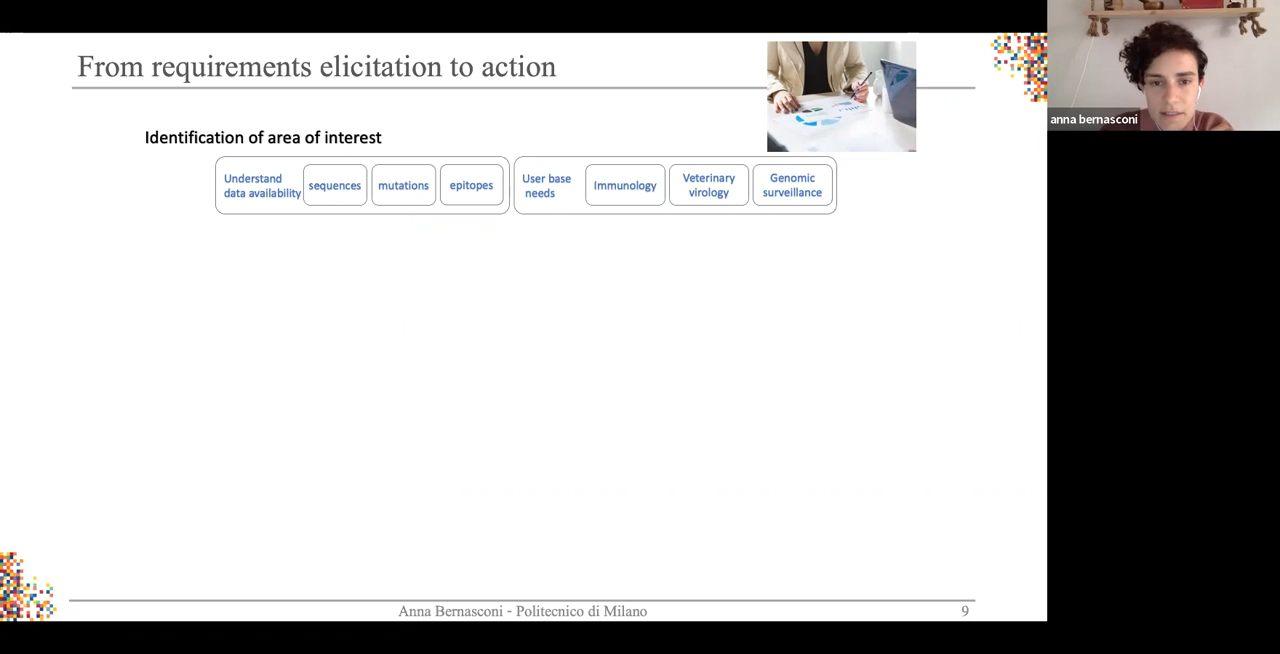 From requirements elicitation to action
anna bernasconi
Identification of area of interest
Understand
data availability
sequences
mutations
epitopes
User base
needs
Immunology
Veterinary
virology
Genomic
surveillance
Anna Bernasconi - Politecnico di Milano
9